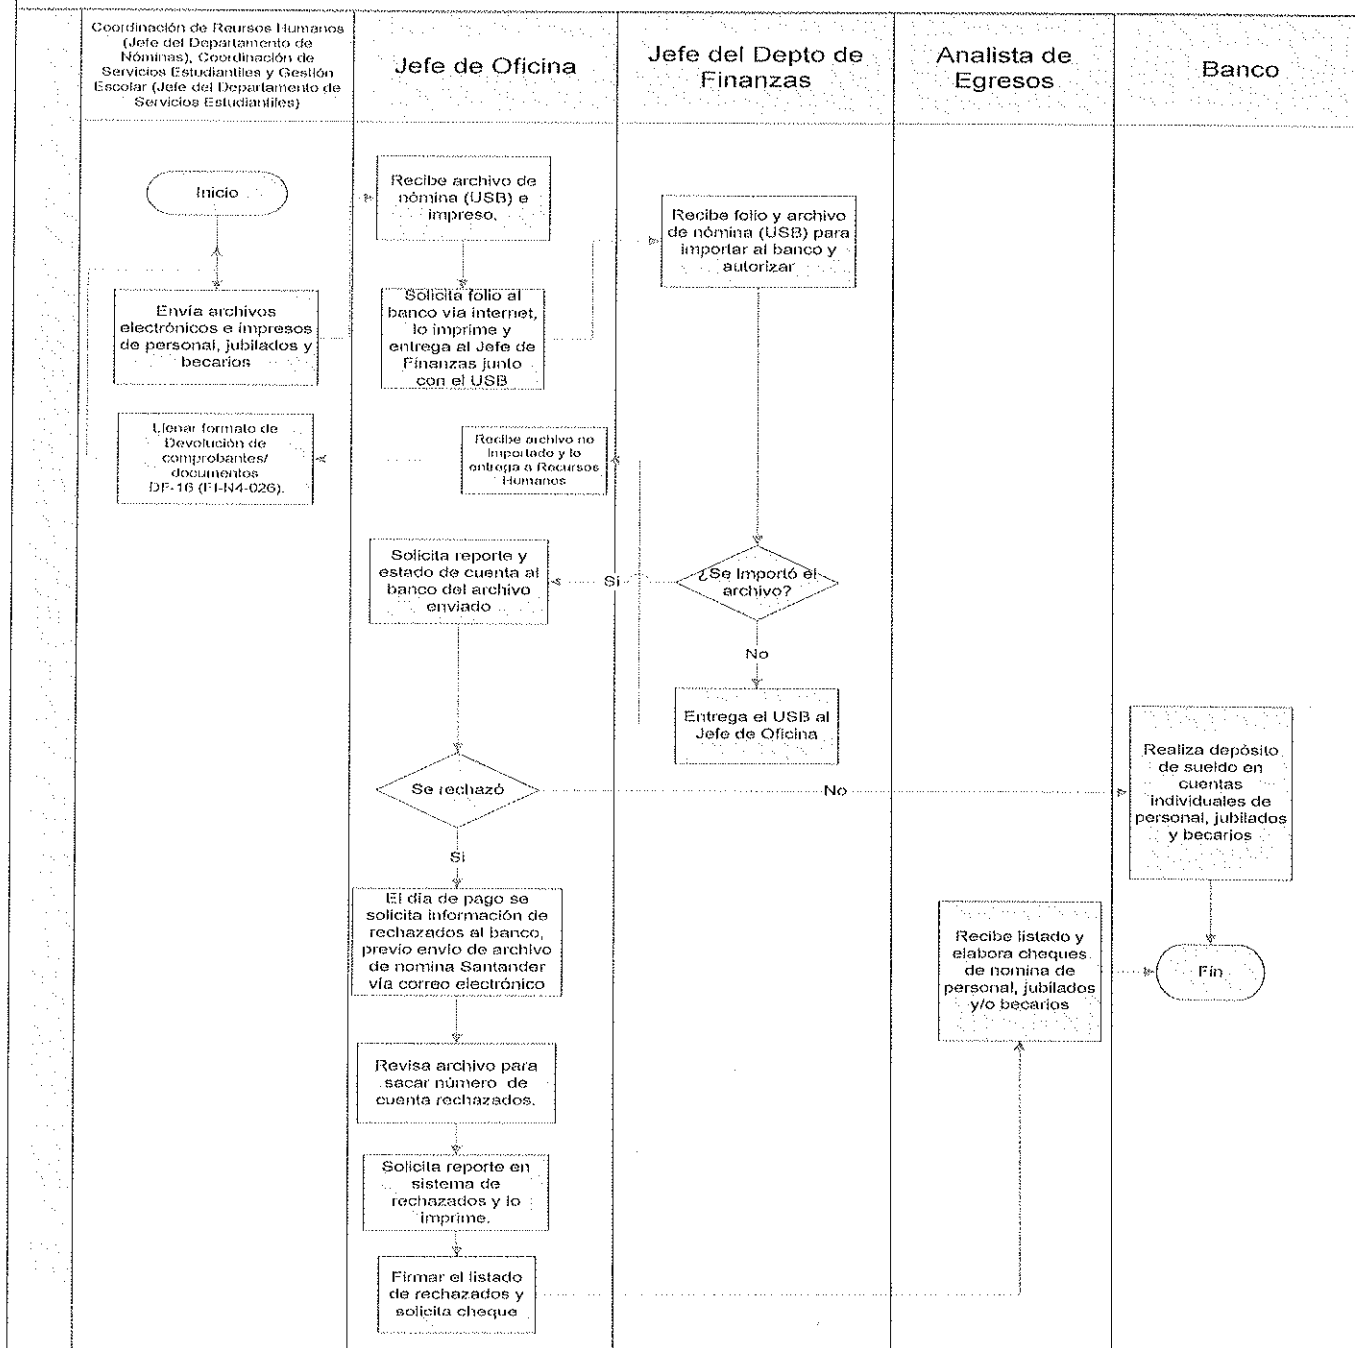 Coordinación de Reursos Humanos
(Jefe del Departamento de
Nóminas), Coordinación de
Servicios Estudiantiles y Gestión
Escolar (Jefe del Departamento de
Servicios Estudiantiles)
Jefe de Oficina
Jefe del Depto de
Finanzas
Analista de
Egresos
Banco
Inicio
Recibe archivo de
nómina (USB) e
impreso.
Recibe folio y archivo
de nómina (USB) para
importar al banco y
autorizar
Envía archivos
electrónicos e impresos
de personal, jubilados y
becarios
Solicita folio al
banco via internet,
lo imprime y
entrega al Jefe de
Finanzas junto
con el USB
Llenar formato de
Devolución de
comprobantes/
documentos
DF-16 (FI-N4-026).
Recibe archivo no
Importado y lo
entrega a Recursos
Humanos
Solicita reporte y
estado de cuenta al
banco del archivo
enviado
Si
¿Se Importó el
archivo?
No
Entrega el USB al
Jefe de Oficina
Se rechazó
No
Realiza depósito
de sueldo en
cuentas
individuales de
personal, jubilados
y becarios
Si
El día de pago se
solicita información de
rechazados al banco,
previo envío de archivo
de nomina Santander
vía correo electrónico
Recibe listado y
elabora cheques
de nomina de
personal, jubilados
y/o becarios
Fin
Revisa archivo para
sacar número de
cuenta rechazados.
Solicita reporte en
sistema de
rechazados y lo
imprime.
Firmar el listado
de rechazados y
solicita cheque